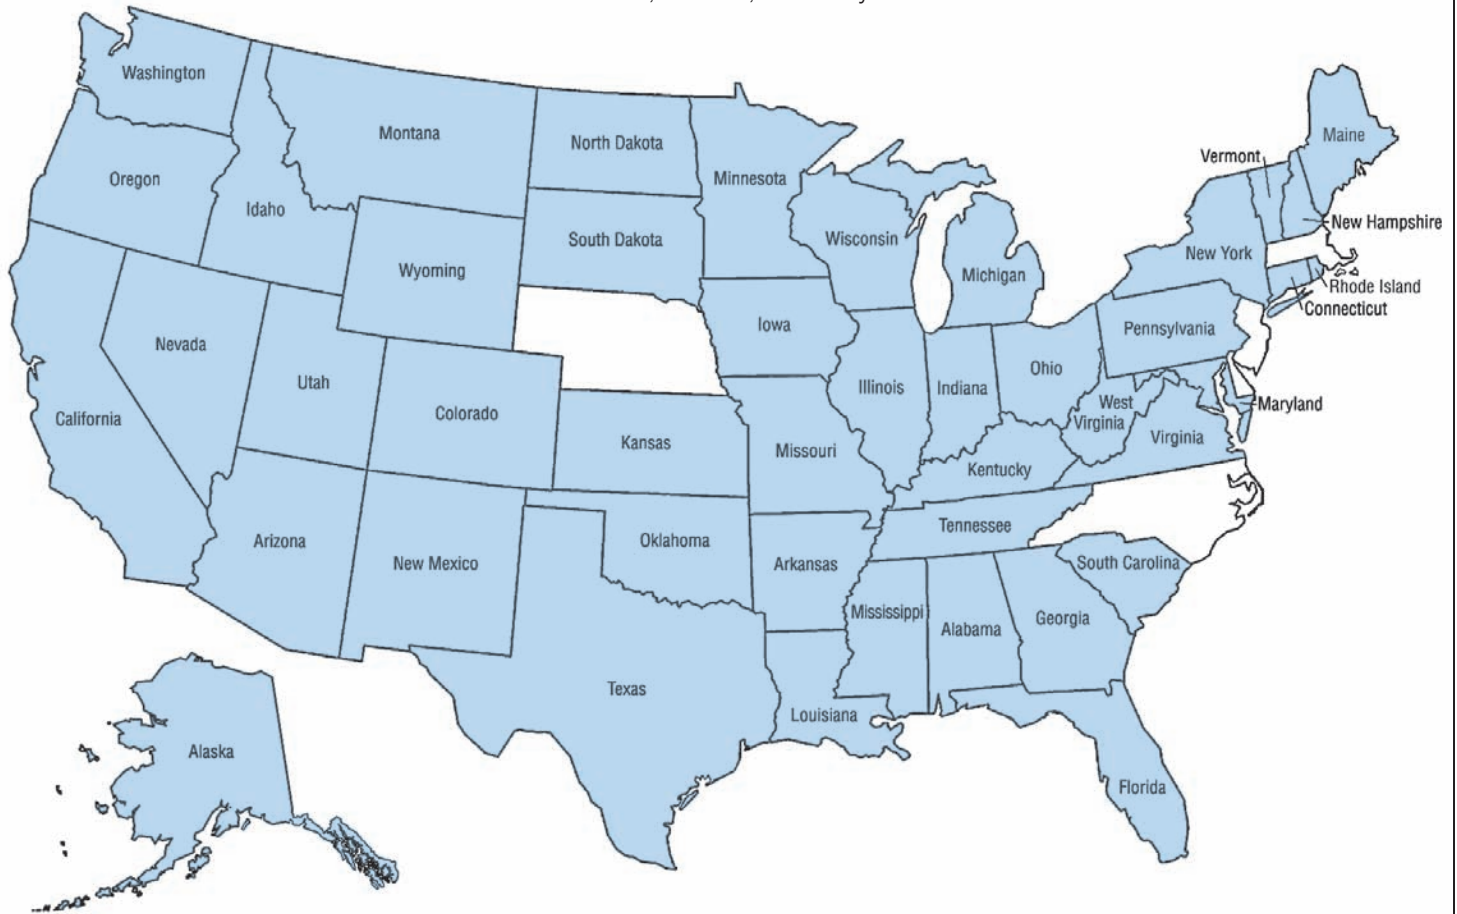 Washington
Montana
North Dakota
Minnesota
Maine
Vermont
Oregon
Idaho
South Dakota
Wisconsin
New Hampshire
Wyoming
Michigan
New York
Rhode Island
Connecticut
Iowa
Pennsylvania
Nevada
Utah
Illinois
Indiana
Ohio
California
Colorado
Kansas
Missouri
West
Virginia
Maryland
Virginia
Kentucky
Arizona
New Mexico
Oklahoma
Arkansas
Tennessee
South Carolina
Mississippi
Alabama
Georgia
Texas
Louisiana
Alaska
Florida